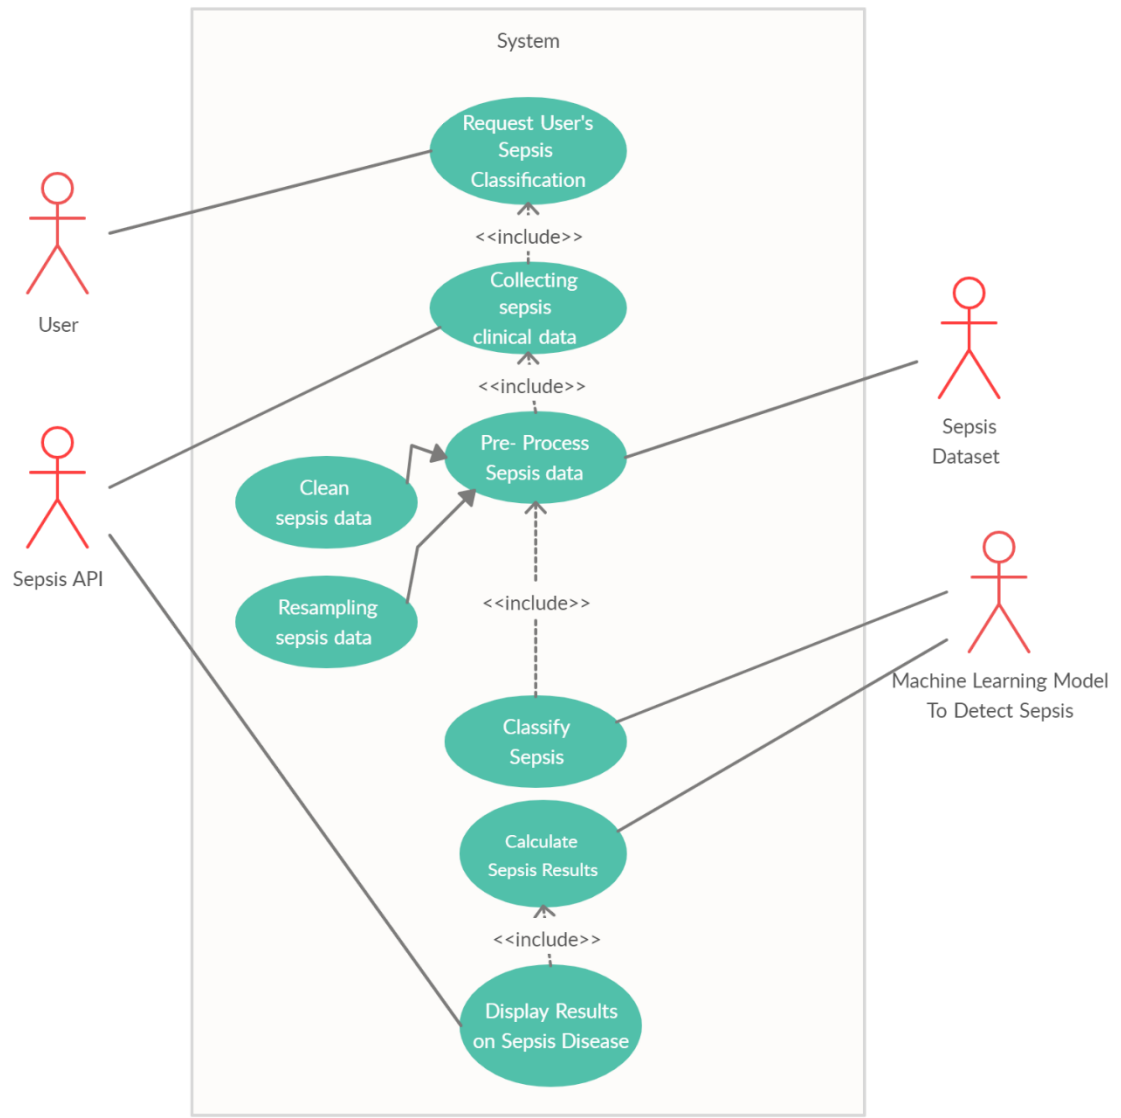 System
Request User's
Sepsis
Classification
<<include>>
User
Collecting
sepsis
clinical data
<<include>>
Sepsis
Dataset
Pre- Process
Sepsis data
Clean
sepsis data
Sepsis API
Resampling
sepsis data
<<include>>
Machine Learning Model
To Detect Sepsis
Classify
Sepsis
Calculate
Sepsis Results
<<include>>
Display Results
on Sepsis Disease